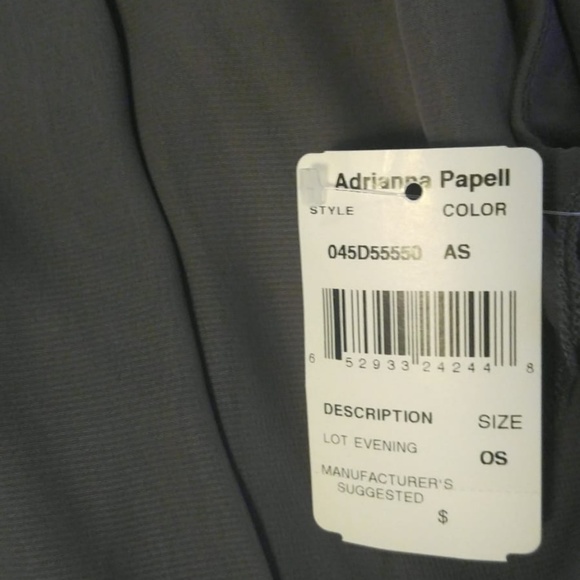 Adrianna Papell
STYLE COLOR
045D55550 AS
6 52933 24244 8
DESCRIPTION SIZE
LOT EVENING
OS
MANUFACTURER'S
SUGGESTED
$